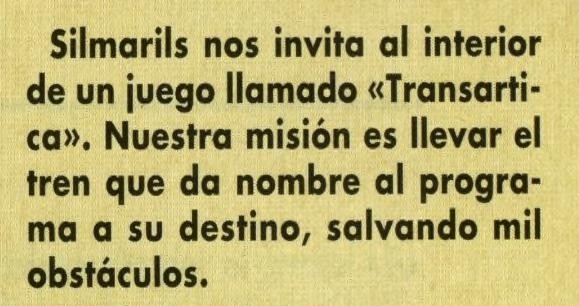 Silmarils nos invita al interior
de un juego llamado «Transarti-
ca». Nuestra misión es llevar el
tren que da nombre al progra-
ma a su destino, salvando mil
obstáculos.